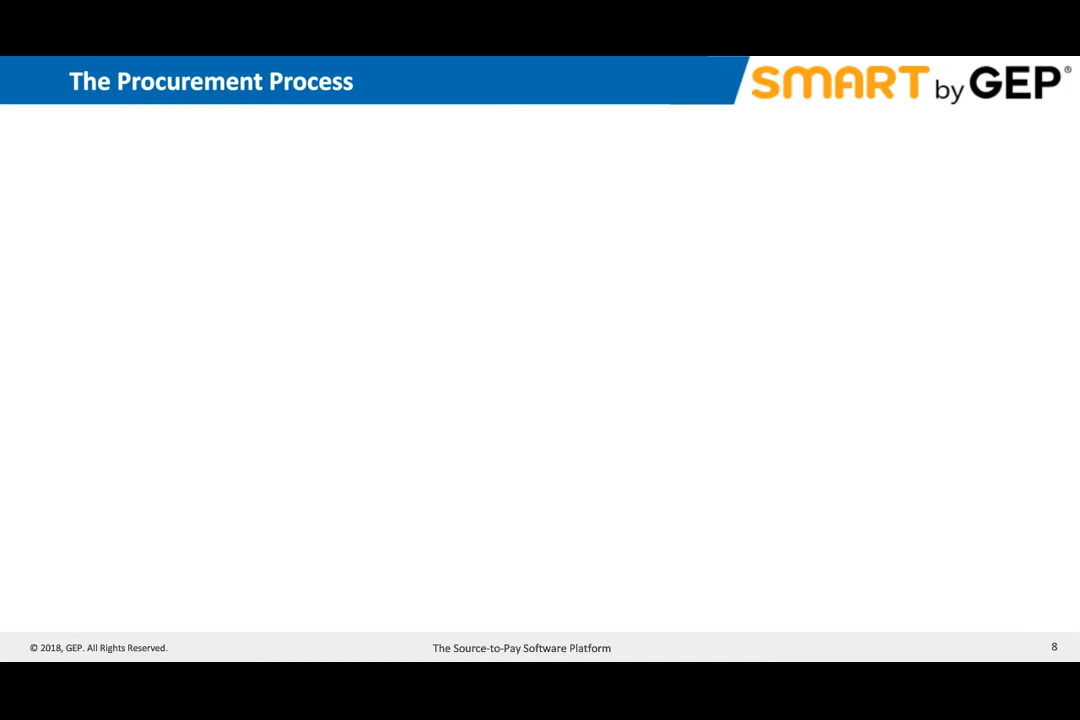 The Procurement Process
SMART by GEP®
© 2018, GEP. All Rights Reserved.
The Source-to-Pay Software Platform
8